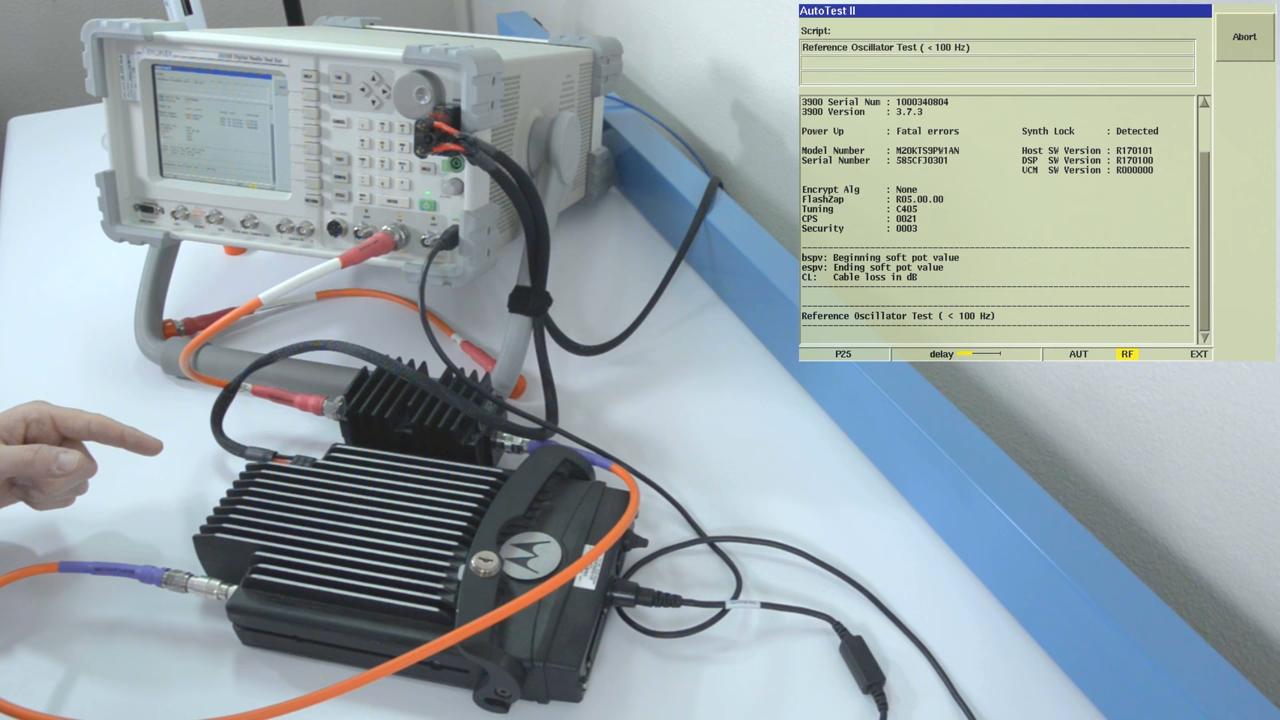 AutoTest II
Script:
Reference Oscillator Test ( < 100 Hz)
Abort
3900 Serial Num : 1000340804
3900 Version : 3.7.3
Power Up : Fatal errors Synth Lock : Detected
Model Number : M20KTS9PW1AN Host SW Version : R170101
Serial Number : 585CFJ0301 DSP SW Version : R170100
UCM SW Version : R000000
Encrypt Alg : None
FlashZap : R05.00.00
Tuning : C405
CPS : 0021
Security : 0003
bspv: Beginning soft pot value
espv: Ending soft pot value
CL: Cable loss in dB
Reference Oscillator Test ( < 100 Hz)
P25 delay AUT RF EXT
Digital Radio Test Set